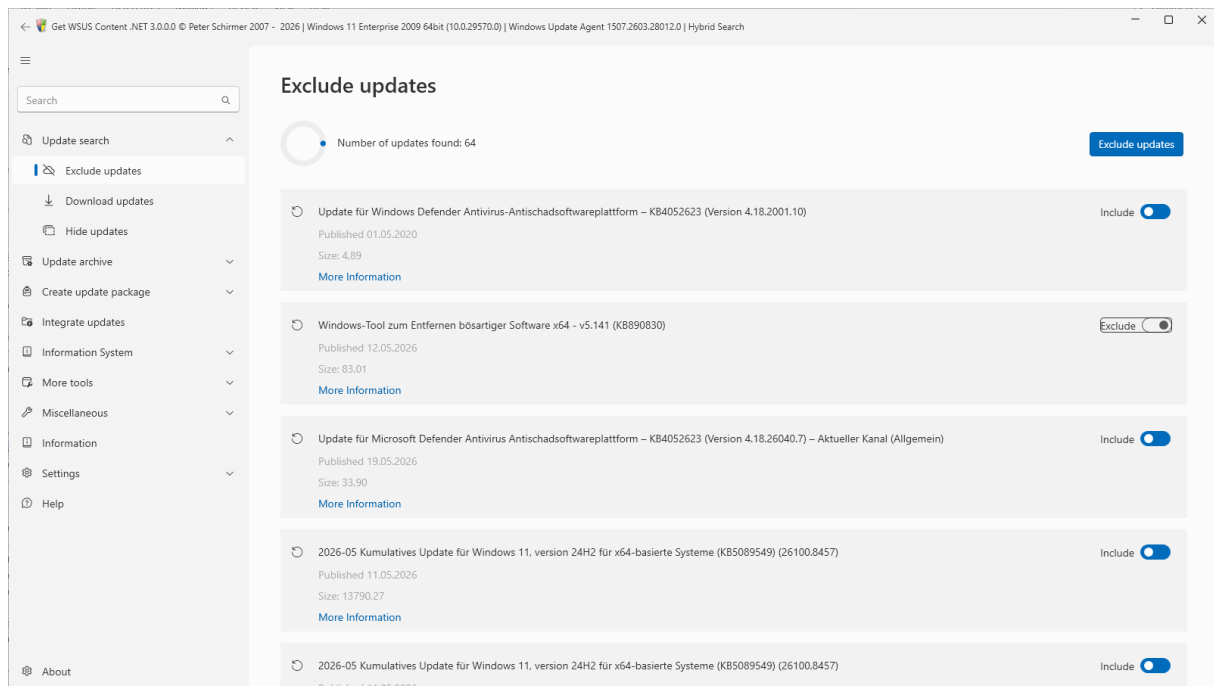 Get WSUS Content .NET 3.0.0.0 © Peter Schirmer 2007 - 2026 | Windows 11 Enterprise 2009 64bit (10.0.29570.0) | Windows Update Agent 1507.2603.28012.0 | Hybrid Search
Search
Update search
Exclude updates
Download updates
Hide updates
Update archive
Create update package
Integrate updates
Information System
More tools
Miscellaneous
Information
Settings
Help
About
Exclude updates
Number of updates found: 64
Exclude updates
Update für Windows Defender Antivirus-Antischadsoftwareplattform – KB4052623 (Version 4.18.2001.10)
Include
Published 01.05.2020
Size: 4,89
More Information
Windows-Tool zum Entfernen bösartiger Software x64 - v5.141 (KB890830)
Exclude
Published 12.05.2026
Size: 83,01
More Information
Update für Microsoft Defender Antivirus Antischadsoftwareplattform – KB4052623 (Version 4.18.26040.7) – Aktueller Kanal (Allgemein)
Include
Published 19.05.2026
Size: 33,90
More Information
2026-05 Kumulatives Update für Windows 11, version 24H2 für x64-basierte Systeme (KB5089549) (26100.8457)
Include
Published 11.05.2026
Size: 13790,27
More Information
2026-05 Kumulatives Update für Windows 11, version 24H2 für x64-basierte Systeme (KB5089549) (26100.8457)
Include